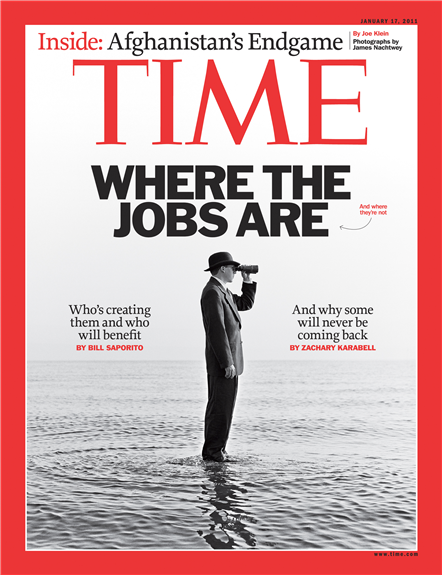 JANUARY 17, 2011
Inside: Afghanistan's Endgame
By Joe Klein
Photographs by
James Nachtwey
TIME
WHERE THE
JOBS ARE
And where
they're not
Who's creating
them and who
will benefit
BY BILL SAPORITO
And why some
will never be
coming back
BY ZACHARY KARABELL
www.time.com